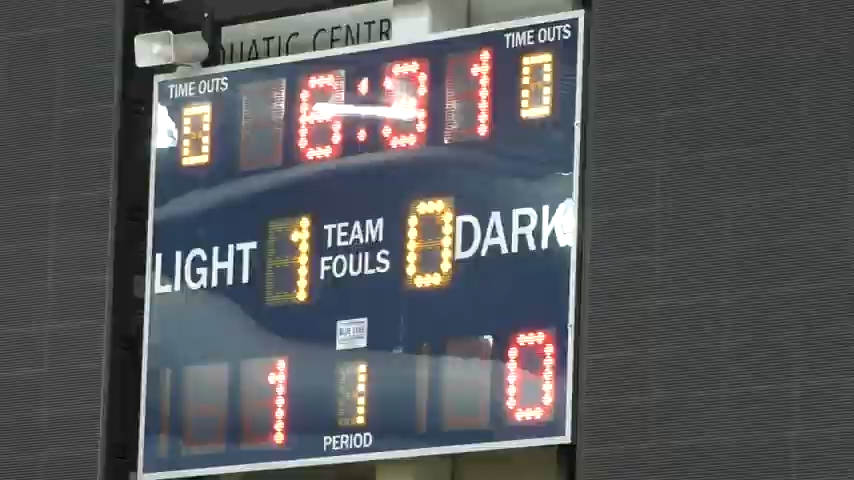 QUATIC CENTR
TIME OUTS
TIME OUTS
0 6:31 0
LIGHT 1 TEAM FOULS 0 DARK
1 1 0
PERIOD